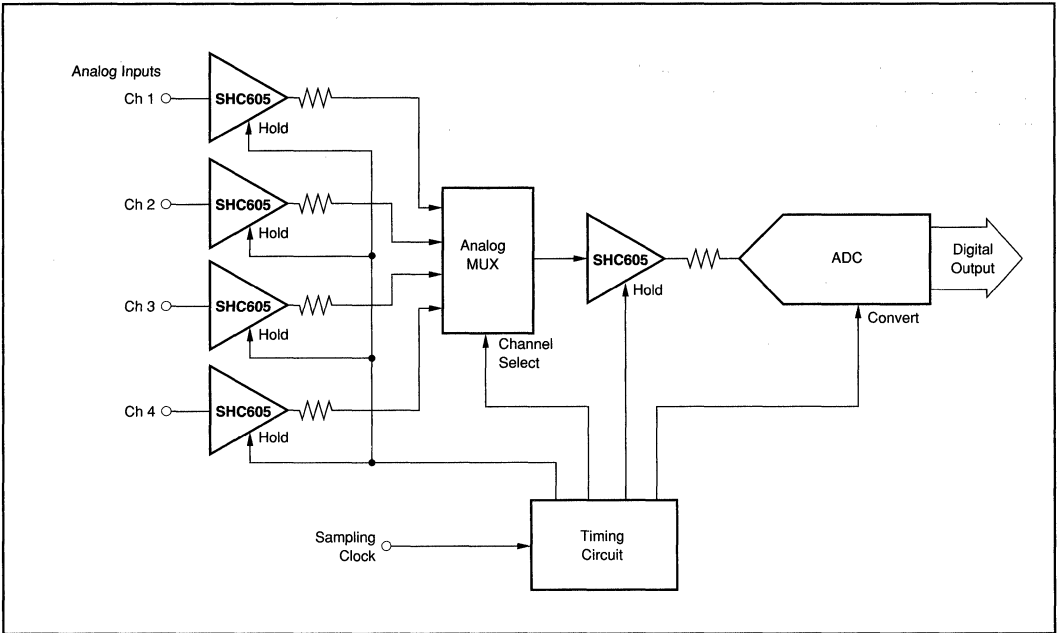 Analog Inputs
Ch 1
SHC605
Hold
Ch 2
SHC605
Hold
Ch 3
SHC605
Hold
Ch 4
SHC605
Hold
Analog
MUX
Channel
Select
SHC605
Hold
ADC
Convert
Digital
Output
Sampling
Clock
Timing
Circuit